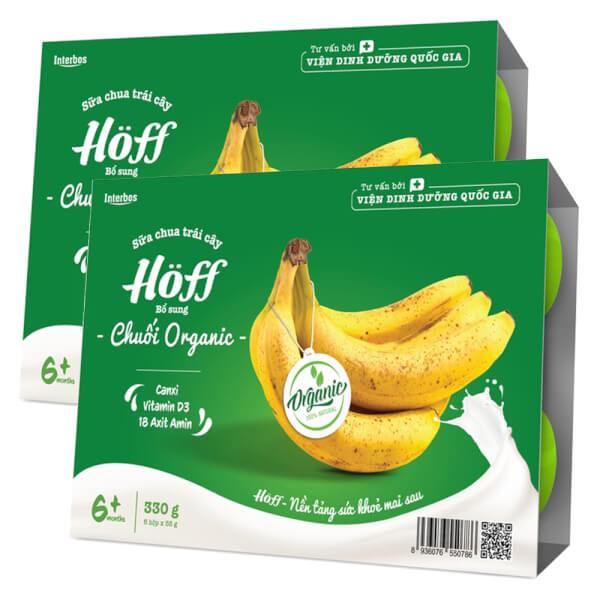 Interbos
Tư vấn bởi
VIỆN DINH DƯỠNG QUỐC GIA
Sữa chua trái cây
Höff
Bổ sung
- Chu
6+
months
Interbos
Tư vấn bởi
VIỆN DINH DƯỠNG QUỐC GIA
Sữa chua trái cây
Höff
Bổ sung
- Chuối Organic -
Canxi
Vitamin D3
18 Axit Amin
Organic
100% NATURAL
Höff - Nền tảng sức khoẻ mai sau
6+
months
330 g
6 hộp x 55 g
8 936076 550786